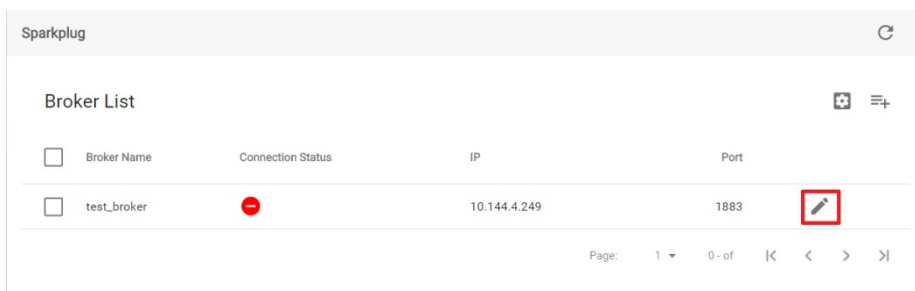 Sparkplug
Broker List
Broker Name Connection Status IP Port
test_broker 10.144.4.249 1883
Page: 1 0 - of